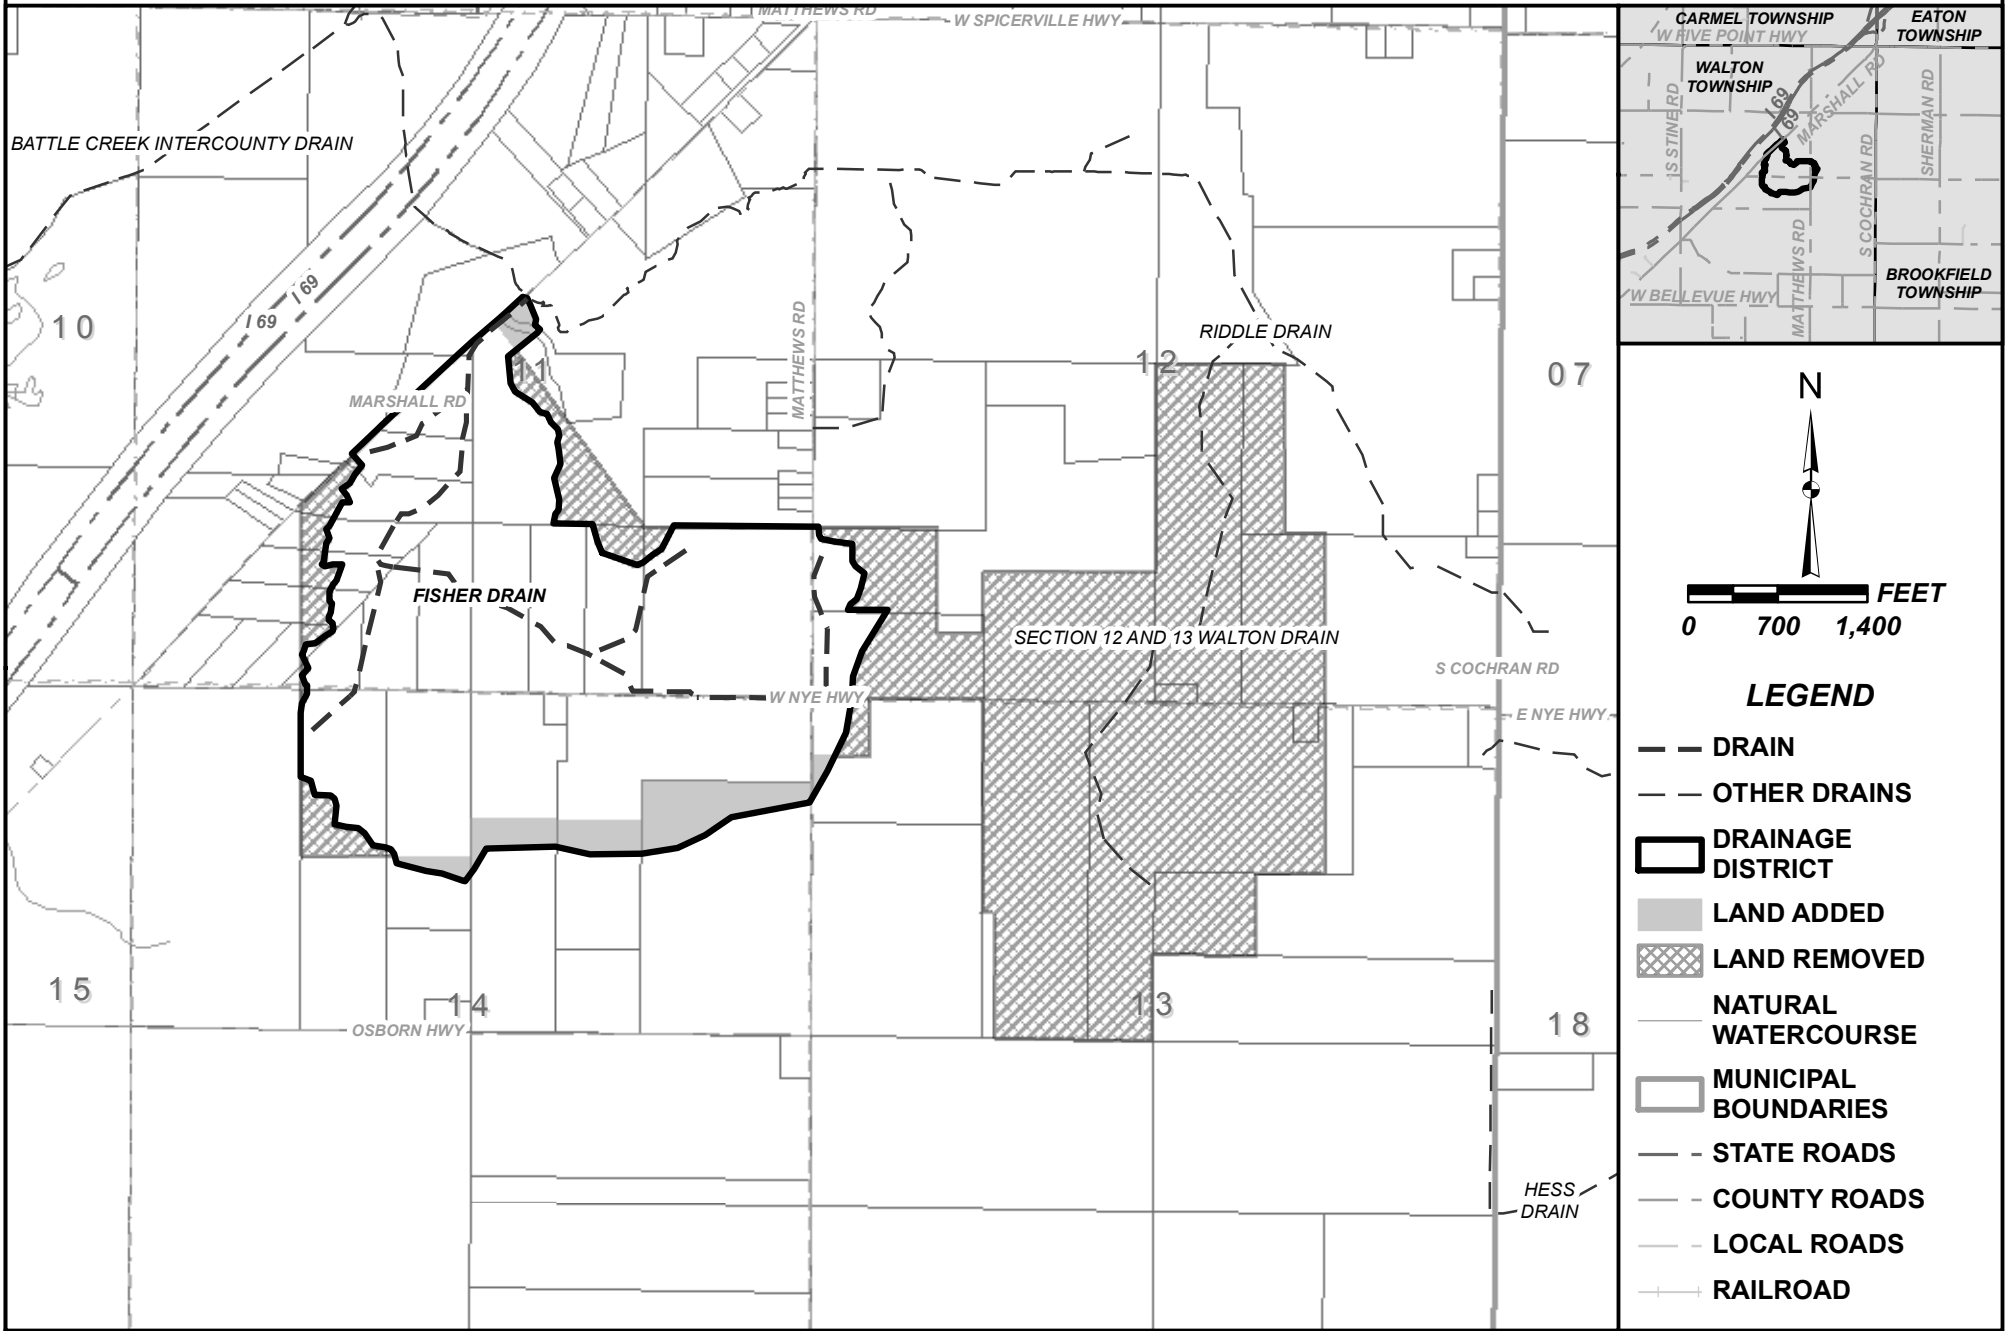 MATTHEWS RD
W SPICERVILLE HWY
BATTLE CREEK INTERCOUNTY DRAIN
I 69
I 69
10
11
12
07
MATTHEWS RD
RIDDLE DRAIN
MARSHALL RD
FISHER DRAIN
SECTION 12 AND 13 WALTON DRAIN
S COCHRAN RD
W NYE HWY
E NYE HWY
15
14
13
18
OSBORN HWY
HESS
DRAIN
CARMEL TOWNSHIP
EATON
TOWNSHIP
W FIVE POINT HWY
WALTON
TOWNSHIP
I 69
69
MARSHALL RD
S STINE RD
SHERMAN RD
S COCHRAN RD
MATTHEWS RD
BROOKFIELD
TOWNSHIP
W BELLEVUE HWY
N
FEET
0 700 1,400
LEGEND
DRAIN
OTHER DRAINS
DRAINAGE
DISTRICT
LAND ADDED
LAND REMOVED
NATURAL
WATERCOURSE
MUNICIPAL
BOUNDARIES
STATE ROADS
COUNTY ROADS
LOCAL ROADS
RAILROAD